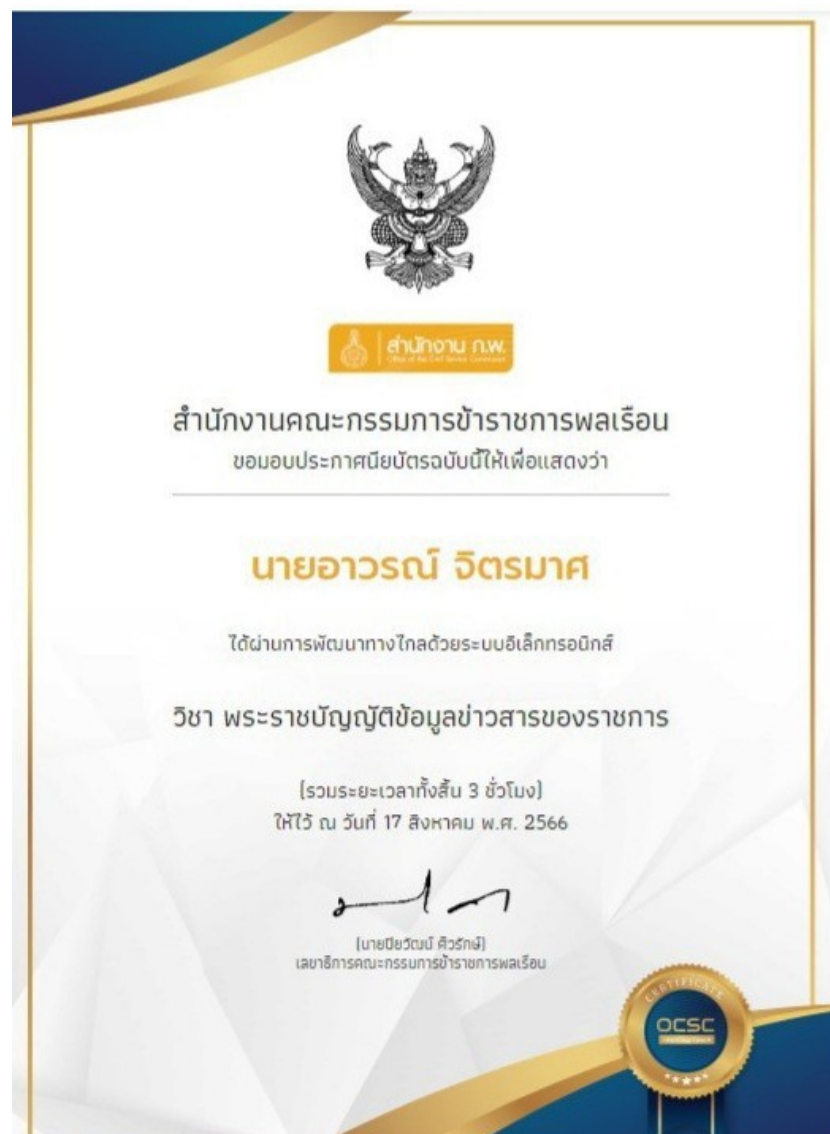 สำนักงาน ก.พ.
Office of the Civil Service Commission
สำนักงานคณะกรรมการข้าราชการพลเรือน
ขอมอบประกาศนียบัตรฉบับนี้ให้เพื่อแสดงว่า
นายอาวรณ์ จิตรมาศ
ได้ผ่านการพัฒนาทางไกลด้วยระบบอิเล็กทรอนิกส์
วิชา พระราชบัญญัติข้อมูลข่าวสารของราชการ
(รวมระยะเวลาทั้งสิ้น 3 ชั่วโมง)
ให้ไว้ ณ วันที่ 17 สิงหาคม พ.ศ. 2566
(นายปิยวัฒน์ ศิวรักษ์)
เลขาธิการคณะกรรมการข้าราชการพลเรือน
CERTIFICATE
OCSC